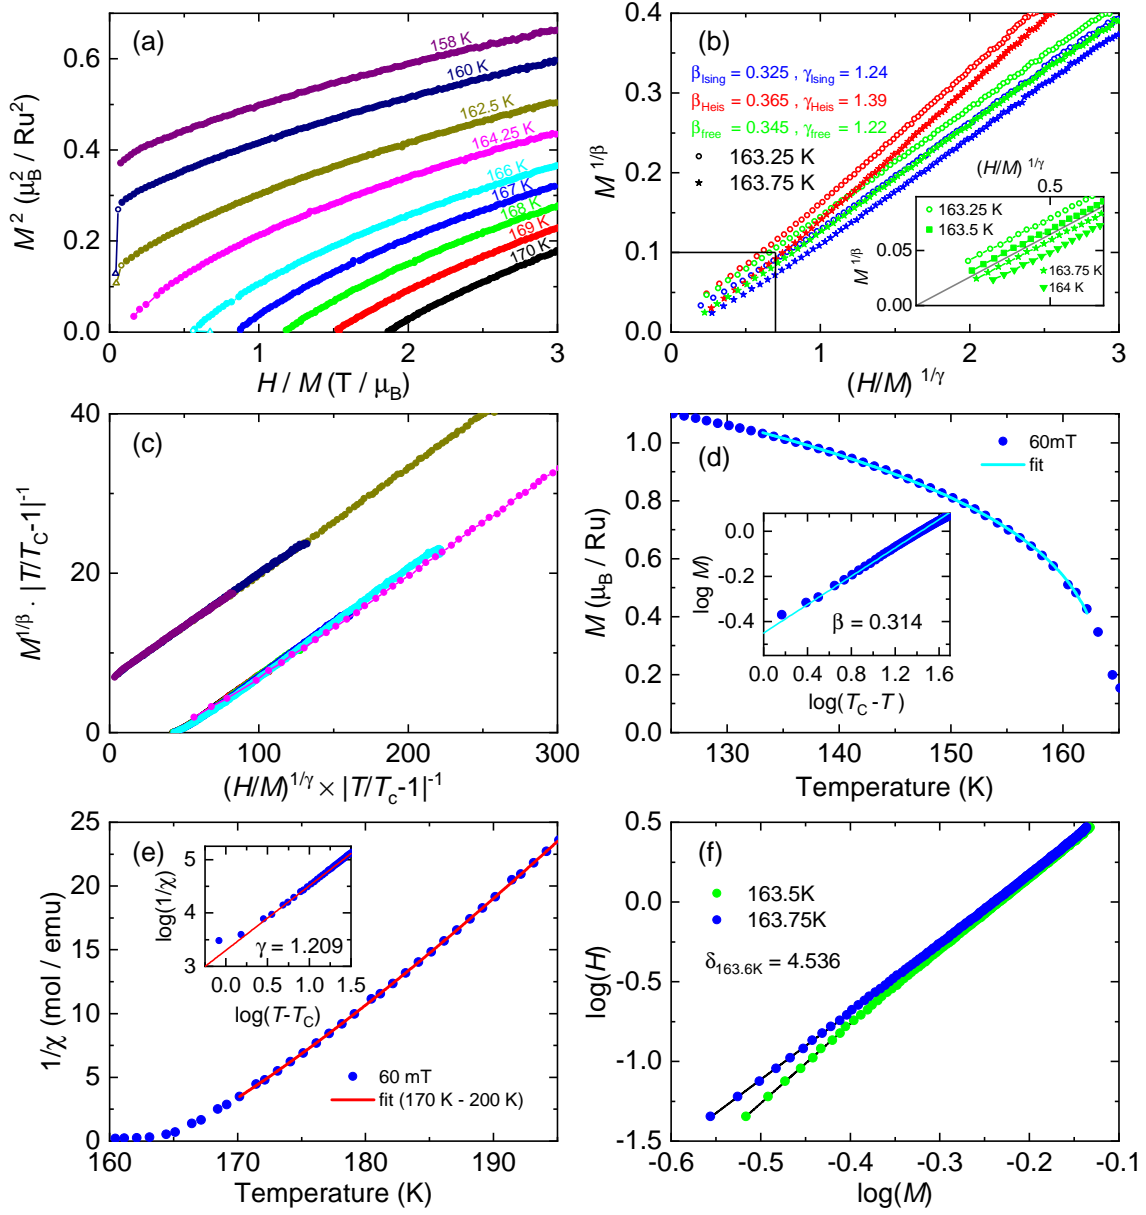 (a)
158 K
160 K
162.5 K
164.25 K
166 K
167 K
168 K
169 K
170 K
M² (μB² / Ru²)
0.0
0.2
0.4
0.6
0
1
2
3
H / M (T / μB)
(b)
βIsing = 0.325 , γIsing = 1.24
βHeis = 0.365 , γHeis = 1.39
βfree = 0.345 , γfree = 1.22
163.25 K
163.75 K
M^1/β
0.0
0.1
0.2
0.3
0.4
0
1
2
3
(H/M)^1/γ
(H/M)^1/γ
0.5
163.25 K
163.5 K
163.75 K
164 K
M^1/β
0.05
0.00
(c)
M^1/β · |T/TC-1|^-1
0
20
40
0
100
200
300
(H/M)^1/γ × |T/Tc-1|^-1
(d)
60mT
fit
M (μB / Ru)
0.0
0.2
0.4
0.6
0.8
1.0
130
140
150
160
Temperature (K)
log M)
0.0
-0.2
-0.4
β = 0.314
0.0
0.4
0.8
1.2
1.6
log(TC -T)
(e)
1/χ (mol / emu)
0
5
10
15
20
25
160
170
180
190
Temperature (K)
60 mT
fit (170 K - 200 K)
log(1/χ)
5
4
3
γ = 1.209
0.0
0.5
1.0
1.5
log(T-TC)
(f)
163.5K
163.75K
δ163.6K = 4.536
log(H)
0.5
0.0
-0.5
-1.0
-1.5
-0.6
-0.5
-0.4
-0.3
-0.2
-0.1
log(M)